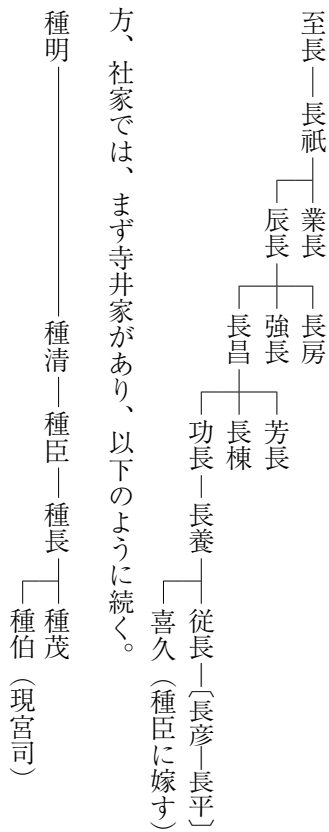 至長―長祇
業長
辰長
長房
強長
長昌
芳長
長棟
功長―長養
従長―〔長彦―長平〕
喜久（種臣に嫁す）
方、社家では、まず寺井家があり、以下のように続く。
種明―種清―種臣―種長
種茂
種伯（現宮司）